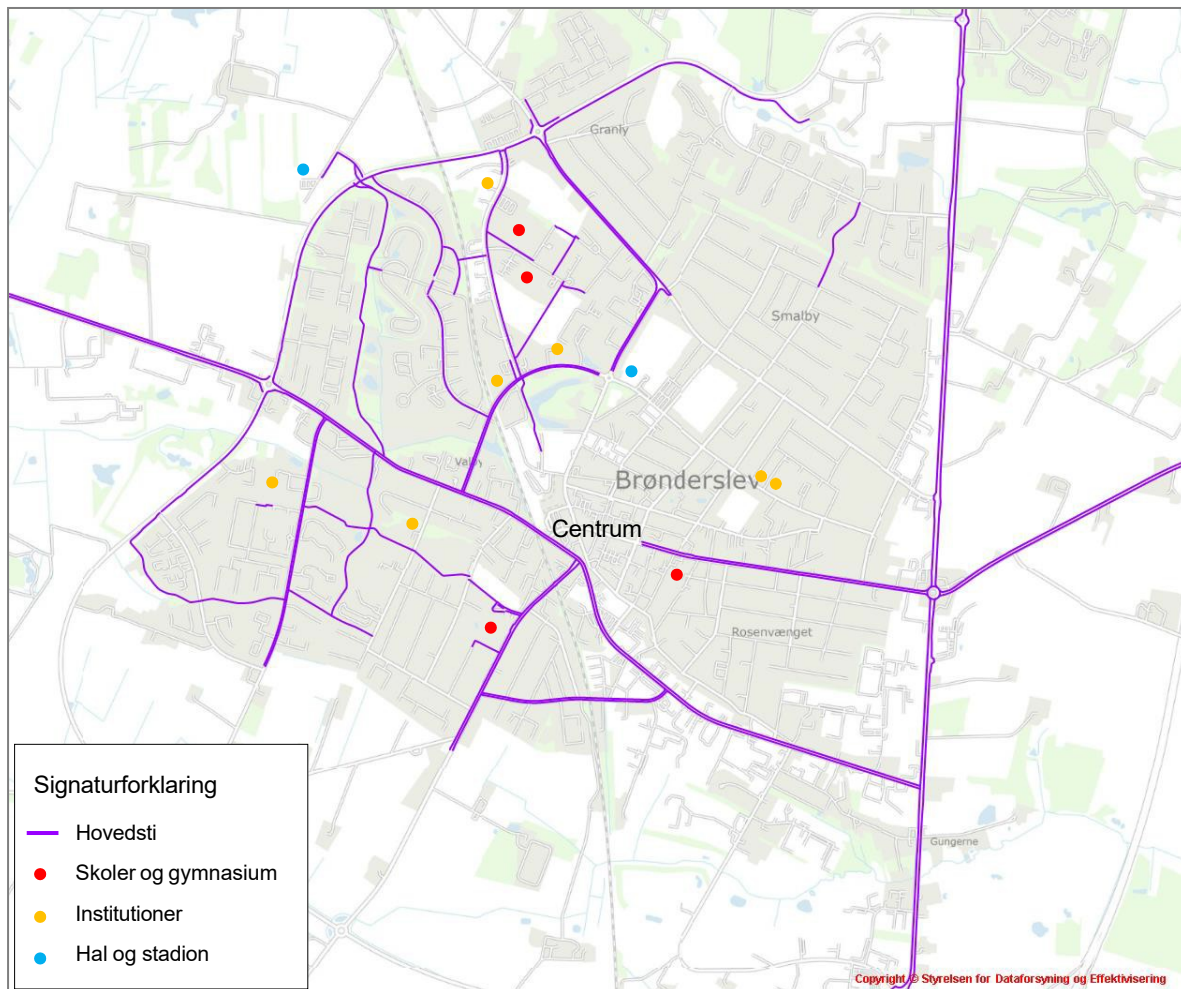 Granly
Smalby
Valby
Brønderslev
Centrum
Rosenvænget
Gungerne
Signaturforklaring
Hovedsti
Skoler og gymnasium
Institutioner
Hal og stadion
Copyright © Styrelsen for Dataforsyning og Effektivisering